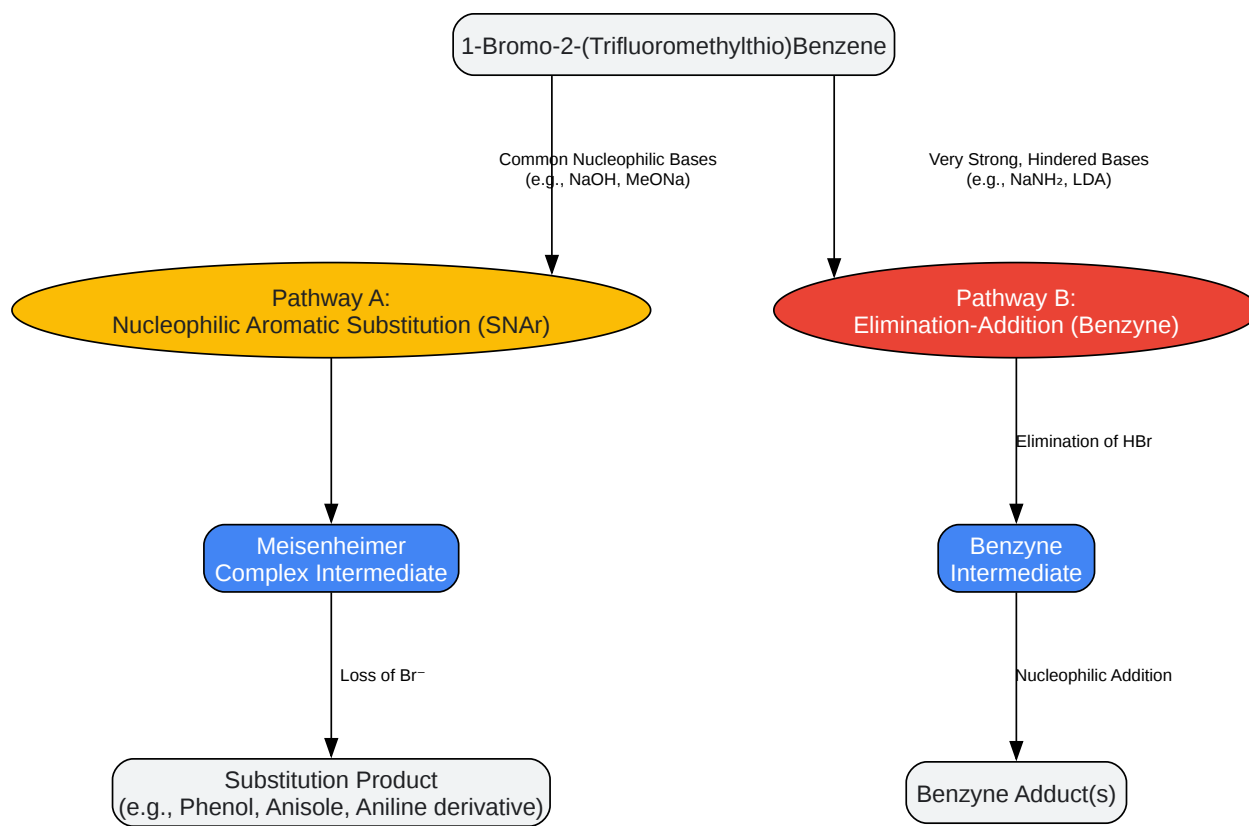 1-Bromo-2-(Trifluoromethylthio)Benzene
Common Nucleophilic Bases
(e.g., NaOH, MeONa)
Very Strong, Hindered Bases
(e.g., NaNH₂, LDA)
Pathway A:
Nucleophilic Aromatic Substitution (SNAr)
Pathway B:
Elimination-Addition (Benzyne)
Elimination of HBr
Meisenheimer
Complex Intermediate
Benzyne
Intermediate
Loss of Br⁻
Nucleophilic Addition
Substitution Product
(e.g., Phenol, Anisole, Aniline derivative)
Benzyne Adduct(s)